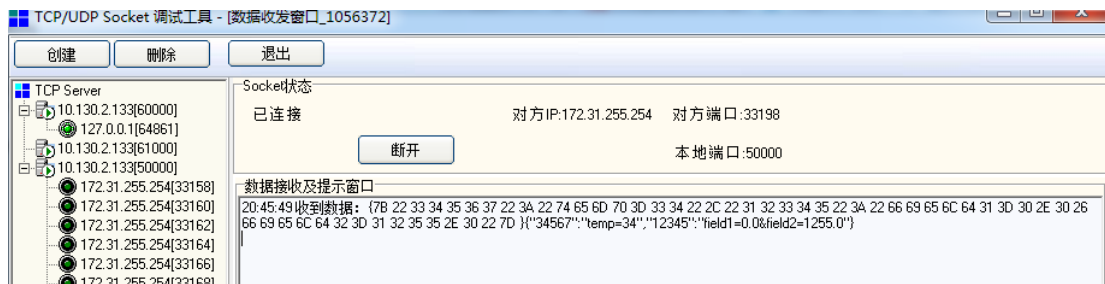 TCP/UDP Socket 调试工具 - [数据收发窗口_1056372]
创建 删除 退出
TCP Server
10.130.2.133[60000]
127.0.0.1[64861]
10.130.2.133[61000]
10.130.2.133[50000]
172.31.255.254[33158]
172.31.255.254[33160]
172.31.255.254[33162]
172.31.255.254[33164]
172.31.255.254[33166]
172.31.255.254[33168]
Socket状态
已连接 对方IP:172.31.255.254 对方端口:33198
断开 本地端口:50000
数据接收及提示窗口
20:45:49 收到数据：{7B 22 33 34 35 36 37 22 3A 22 74 65 6D 70 3D 33 34 22 2C 22 31 32 33 34 35 22 3A 22 66 69 65 6C 64 31 3D 30 2E 30 26
66 69 65 6C 64 32 3D 31 32 35 35 2E 30 22 7D }{"34567":"temp=34","12345":"field1=0.0&field2=1255.0"}